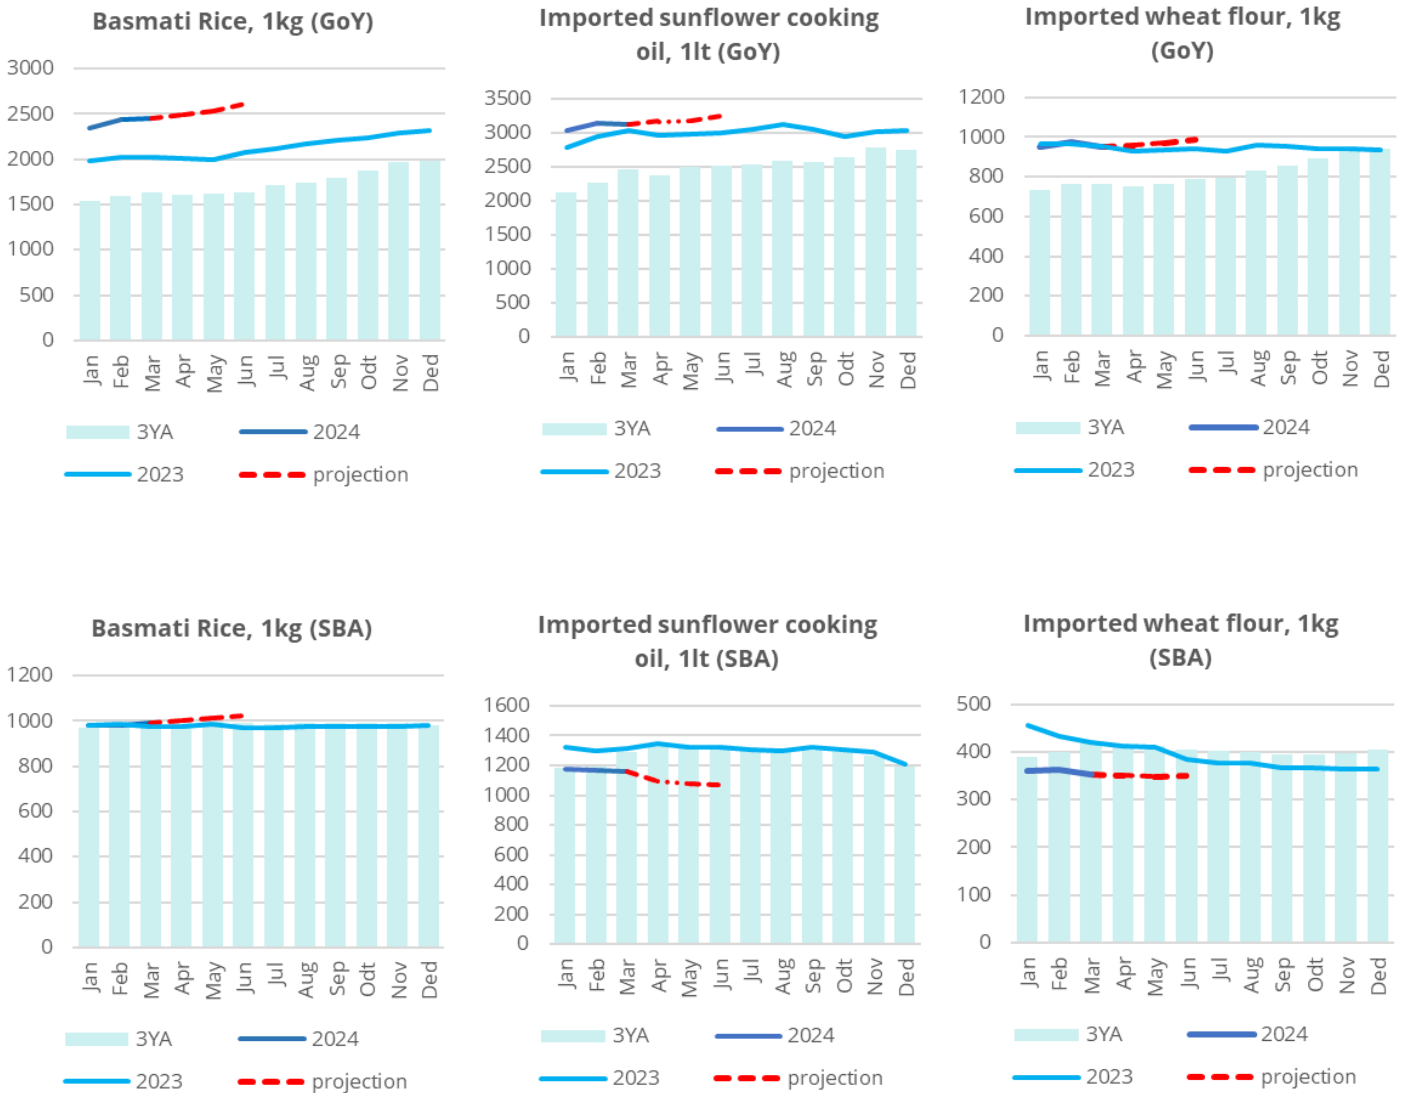 Basmati Rice, 1kg (GoY)
3000
2500
2000
1500
1000
500
0
Jan Feb Mar Apr May Jun Jul Aug Sep Odt Nov Ded
3YA 2024
2023 projection
Imported sunflower cooking
oil, 1lt (GoY)
3500
3000
2500
2000
1500
1000
500
0
Jan Feb Mar Apr May Jun Jul Aug Sep Odt Nov Ded
3YA 2024
2023 projection
Imported wheat flour, 1kg
(GoY)
1200
1000
800
600
400
200
0
Jan Feb Mar Apr May Jun Jul Aug Sep Odt Nov Ded
3YA 2024
2023 projection
Basmati Rice, 1kg (SBA)
1200
1000
800
600
400
200
0
Jan Feb Mar Apr May Jun Jul Aug Sep Odt Nov Ded
3YA 2024
2023 projection
Imported sunflower cooking
oil, 1lt (SBA)
1600
1400
1200
1000
800
600
400
200
0
Jan Feb Mar Apr May Jun Jul Aug Sep Odt Nov Ded
3YA 2024
2023 projection
Imported wheat flour, 1kg
(SBA)
500
400
300
200
100
0
Jan Feb Mar Apr May Jun Jul Aug Sep Odt Nov Ded
3YA 2024
2023 projection